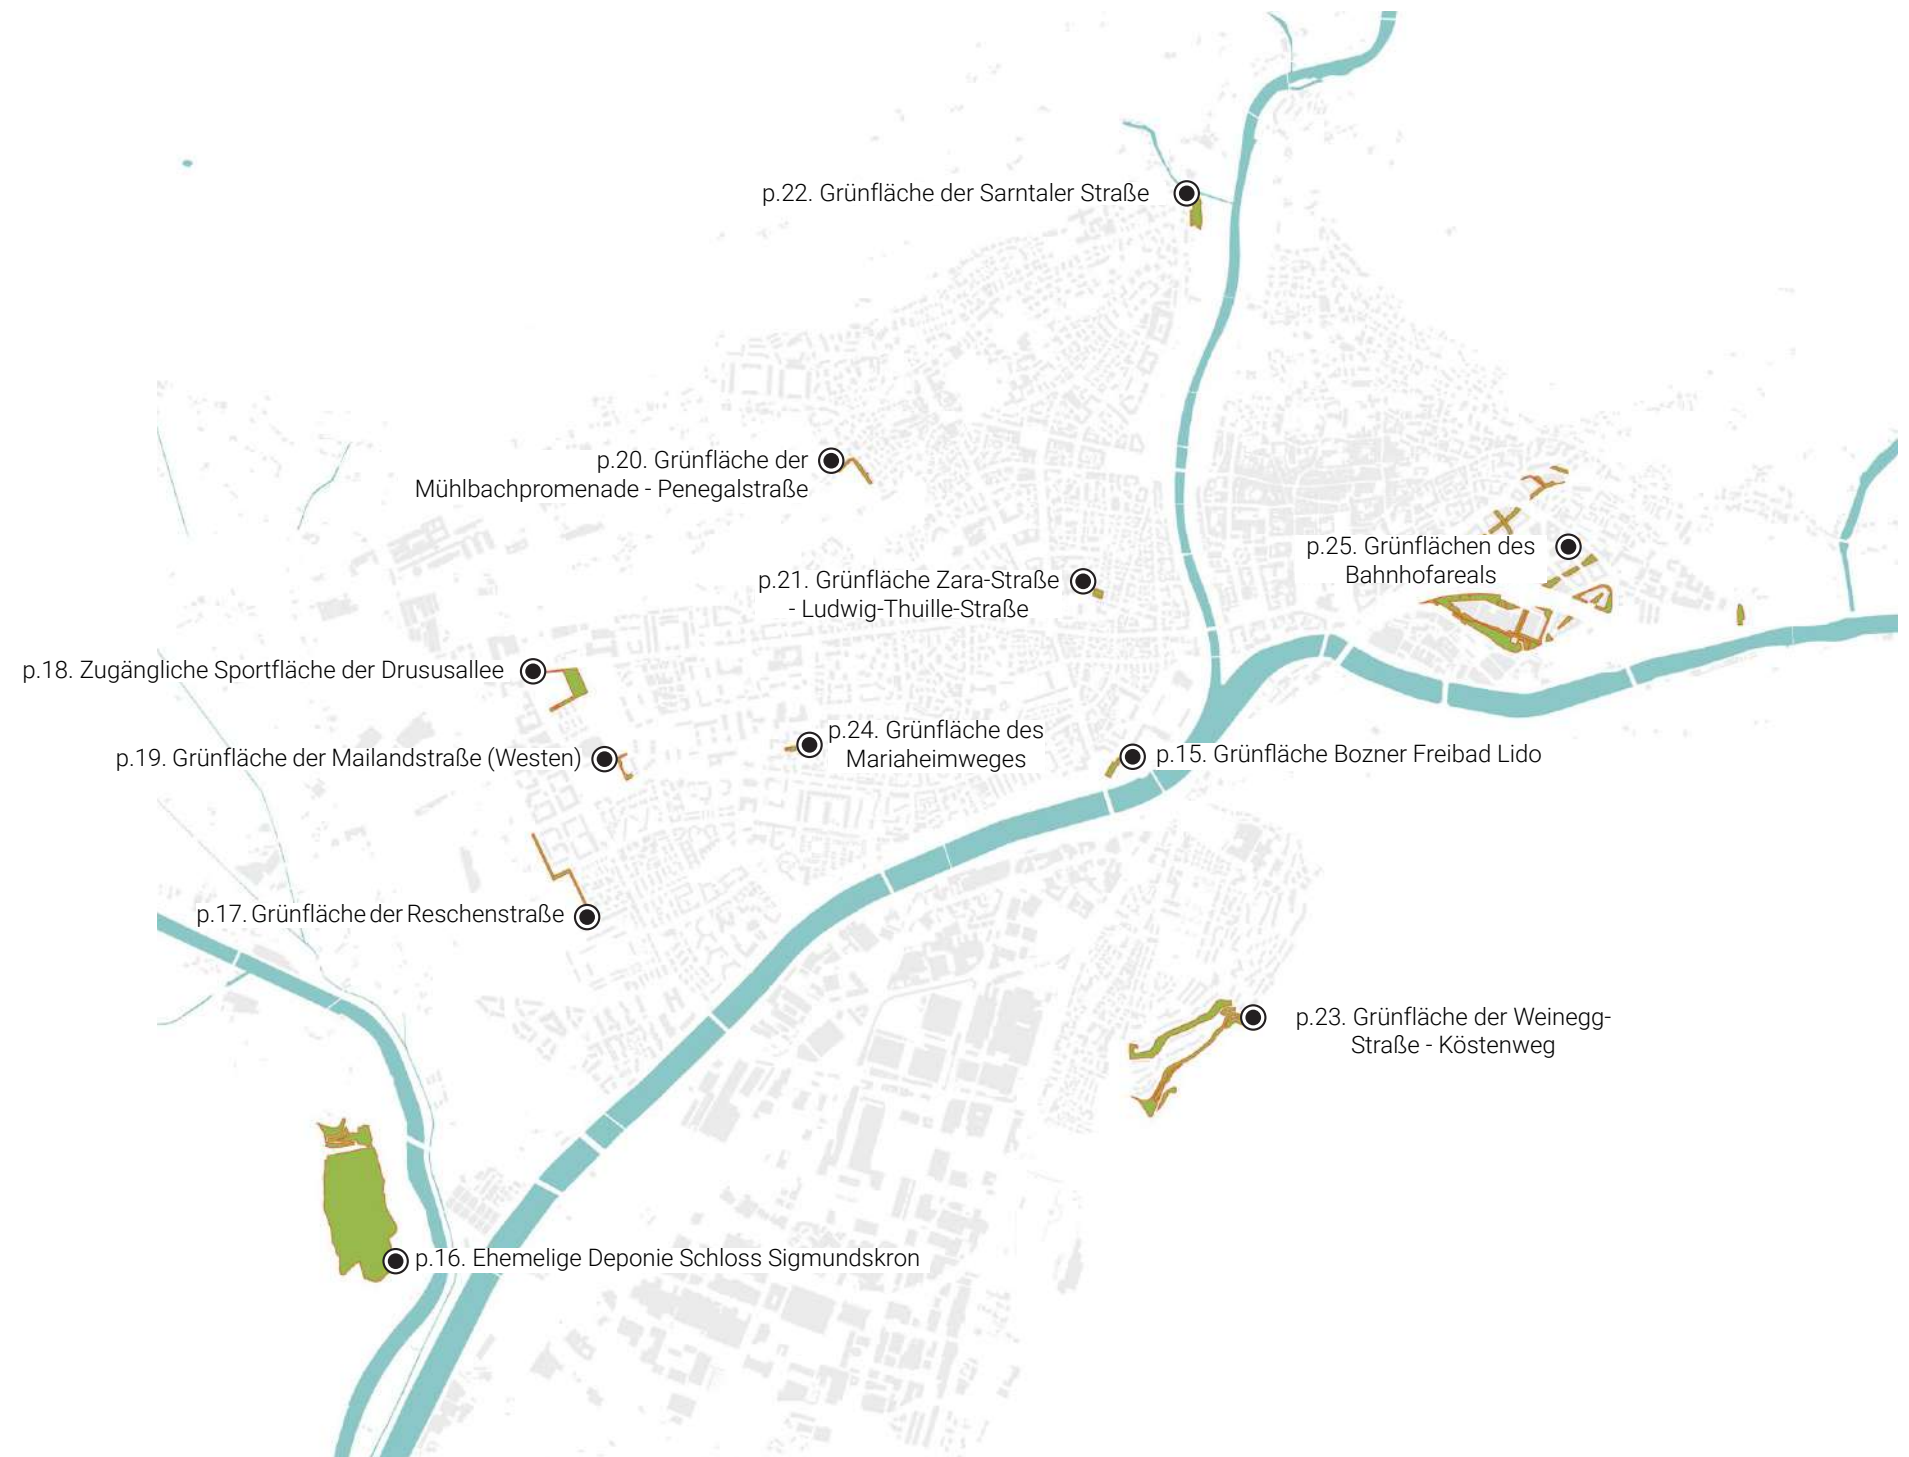 p.22. Grünfläche der Sarntaler Straße
p.20. Grünfläche der
Mühlbachpromenade - Penegalstraße
p.25. Grünflächen des
Bahnhofareals
p.21. Grünfläche Zara-Straße
- Ludwig-Thuille-Straße
p.18. Zugängliche Sportfläche der Drususallee
p.24. Grünfläche des
Mariaheimweges
p.19. Grünfläche der Mailandstraße (Westen)
p.15. Grünfläche Bozner Freibad Lido
p.17. Grünfläche der Reschenstraße
p.23. Grünfläche der Weinegg-
Straße - Köstenweg
p.16. Ehemelige Deponie Schloss Sigmundskron